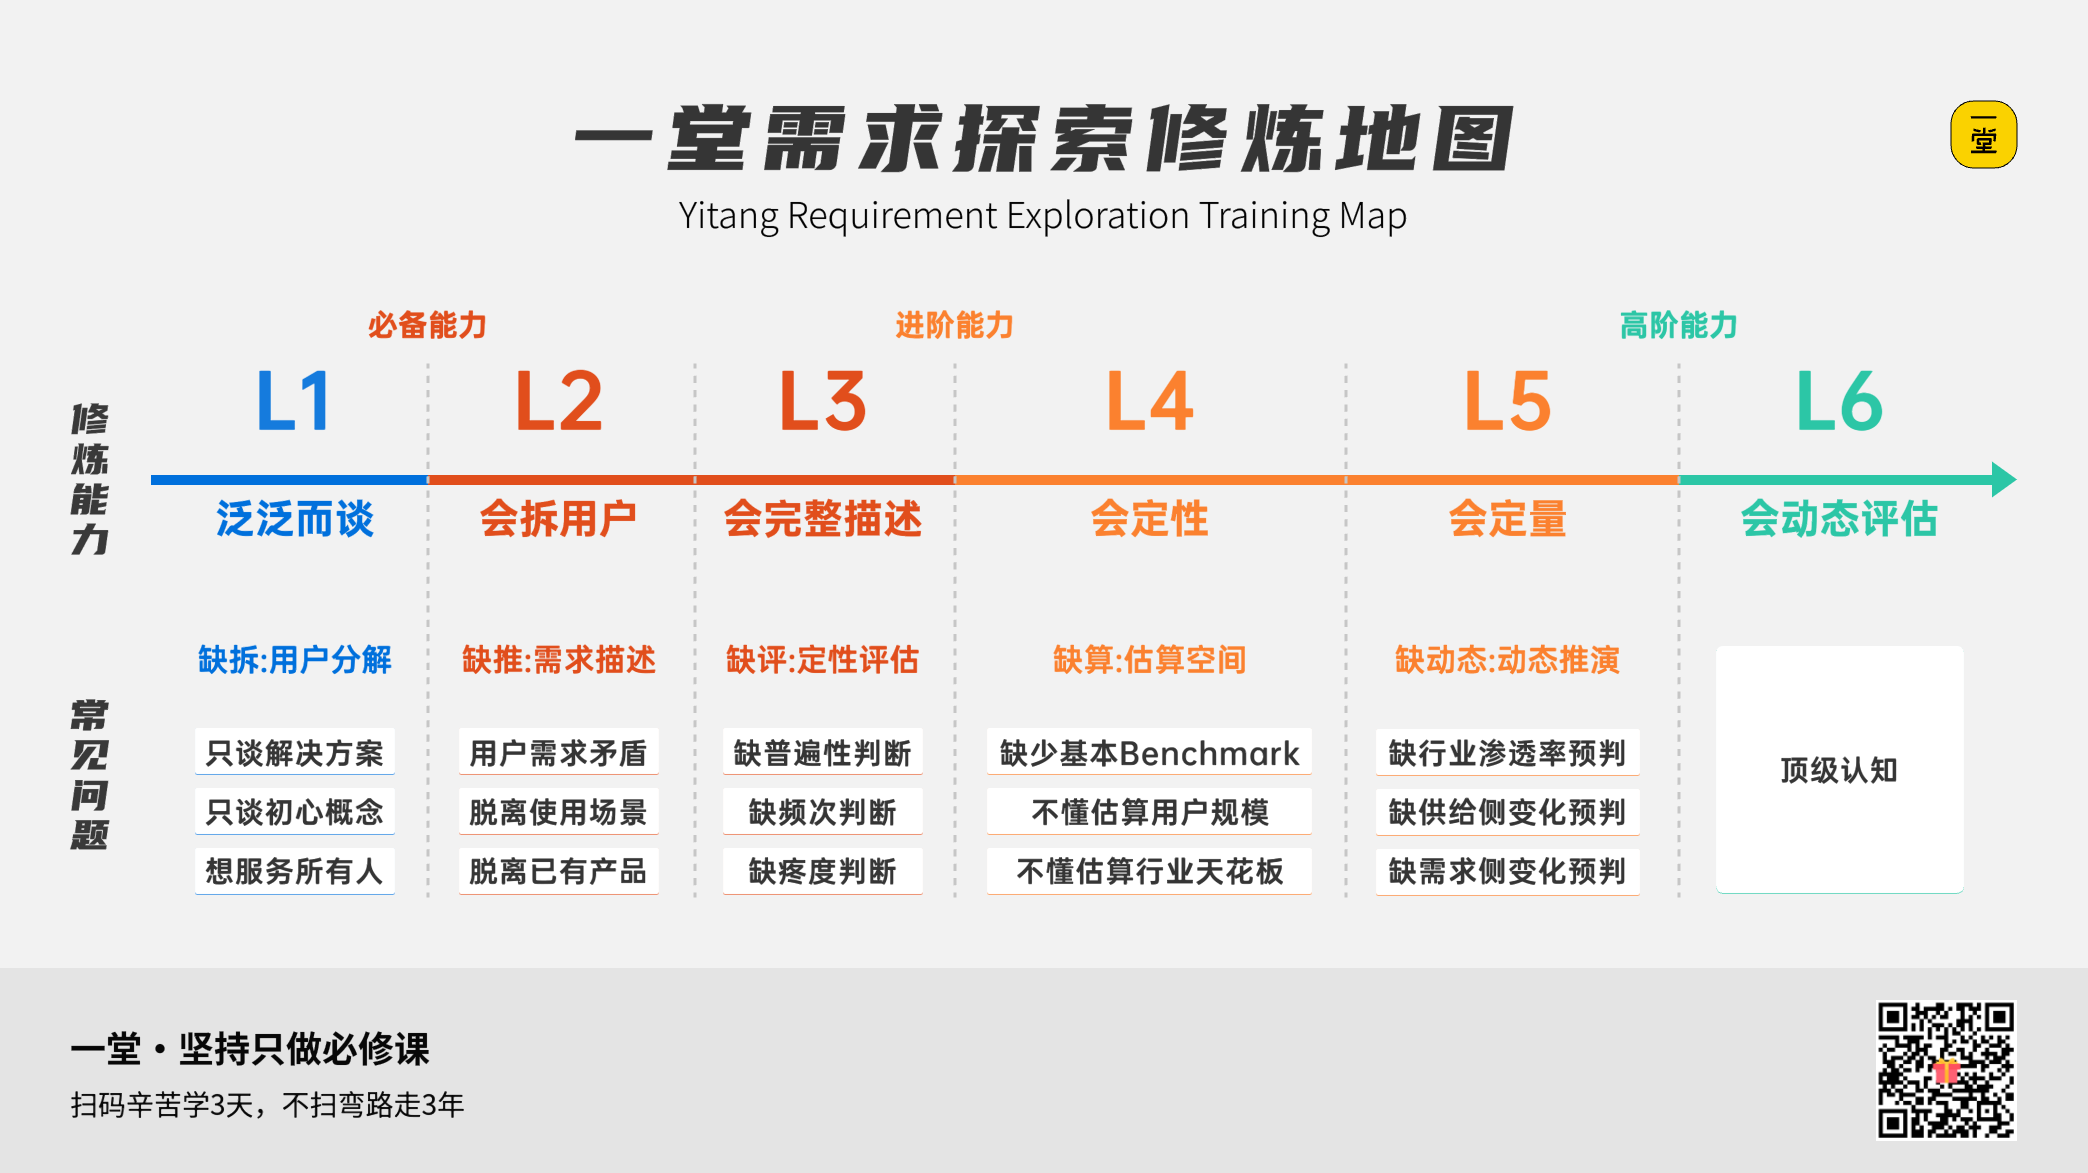 一堂需求探索修炼地图
一堂
Yitang Requirement Exploration Training Map
必备能力
进阶能力
高阶能力
修炼能力
L1
L2
L3
L4
L5
L6
泛泛而谈
会拆用户
会完整描述
会定性
会定量
会动态评估
常见问题
缺拆:用户分解
缺推:需求描述
缺评:定性评估
缺算:估算空间
缺动态:动态推演
只谈解决方案
用户需求矛盾
缺普遍性判断
缺少基本Benchmark
缺行业渗透率预判
顶级认知
只谈初心概念
脱离使用场景
缺频次判断
不懂估算用户规模
缺供给侧变化预判
想服务所有人
脱离已有产品
缺疼度判断
不懂估算行业天花板
缺需求侧变化预判
一堂·坚持只做必修课
扫码辛苦学3天，不扫弯路走3年